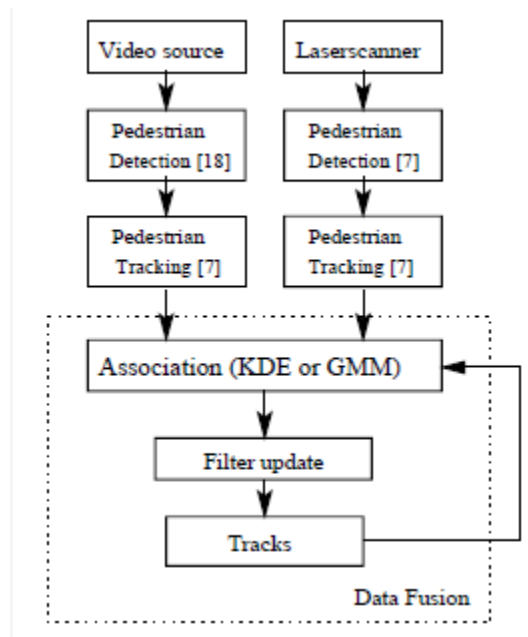 Video source
Laserscanner
Pedestrian
Detection [18]
Pedestrian
Detection [7]
Pedestrian
Tracking [7]
Pedestrian
Tracking [7]
Association (KDE or GMM)
Filter update
Tracks
Data Fusion